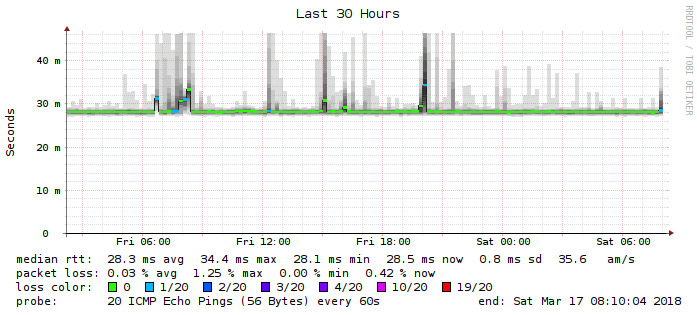 Last 30 Hours
RRDTOOL / TOBI OETIKER
Seconds
40 m
30 m
20 m
10 m
0
Fri 06:00 Fri 12:00 Fri 18:00 Sat 00:00 Sat 06:00
median rtt: 28.3 ms avg 34.4 ms max 28.1 ms min 28.5 ms now 0.8 ms sd 35.6 am/s
packet loss: 0.03 % avg 1.25 % max 0.00 % min 0.42 % now
loss color: 0 1/20 2/20 3/20 4/20 10/20 19/20
probe: 20 ICMP Echo Pings (56 Bytes) every 60s end: Sat Mar 17 08:10:04 2018